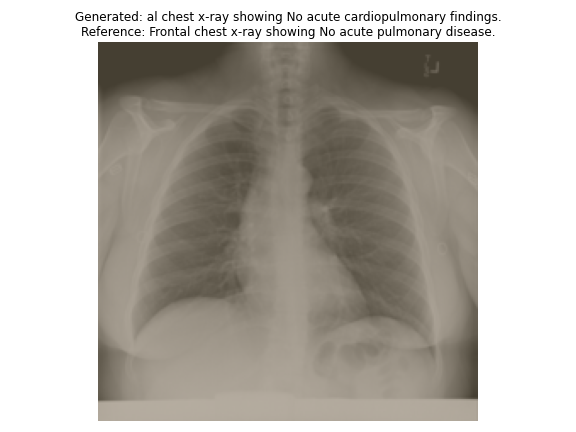 Generated: al chest x-ray showing No acute cardiopulmonary findings.
Reference: Frontal chest x-ray showing No acute pulmonary disease.